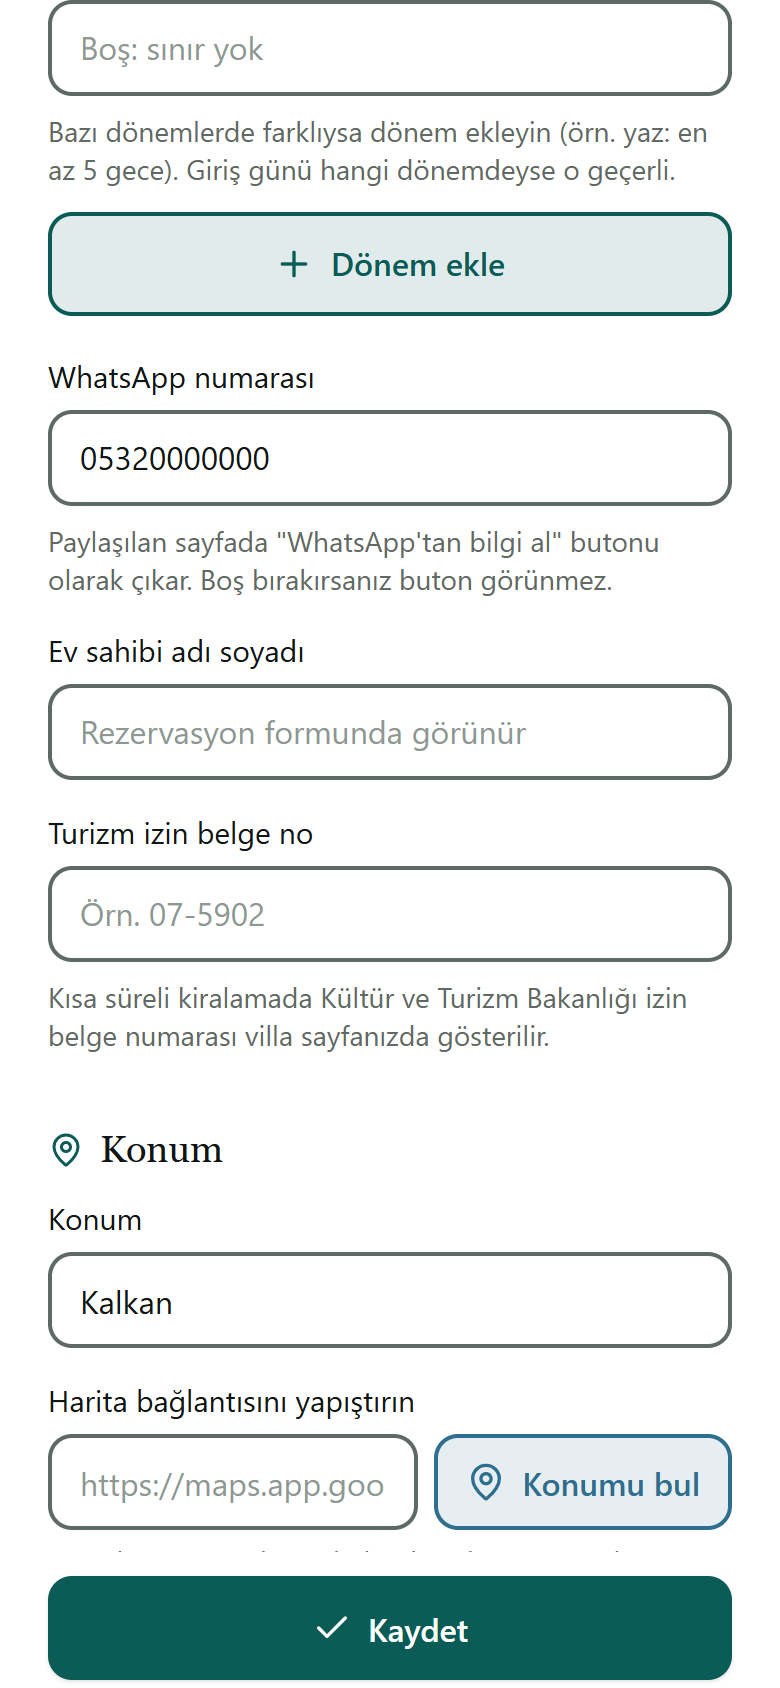 Boş: sınır yok
Bazı dönemlerde farklıysa dönem ekleyin (örn. yaz: en
az 5 gece). Giriş günü hangi dönemdeyse o geçerli.
Dönem ekle
WhatsApp numarası
05320000000
Paylaşılan sayfada "WhatsApp'tan bilgi al" butonu
olarak çıkar. Boş bırakırsanız buton görünmez.
Ev sahibi adı soyadı
Rezervasyon formunda görünür
Turizm izin belge no
Örn. 07-5902
Kısa süreli kiralamada Kültür ve Turizm Bakanlığı izin
belge numarası villa sayfanızda gösterilir.
Konum
Konum
Kalkan
Harita bağlantısını yapıştırın
https://maps.app.goo
Konumu bul
Kaydet